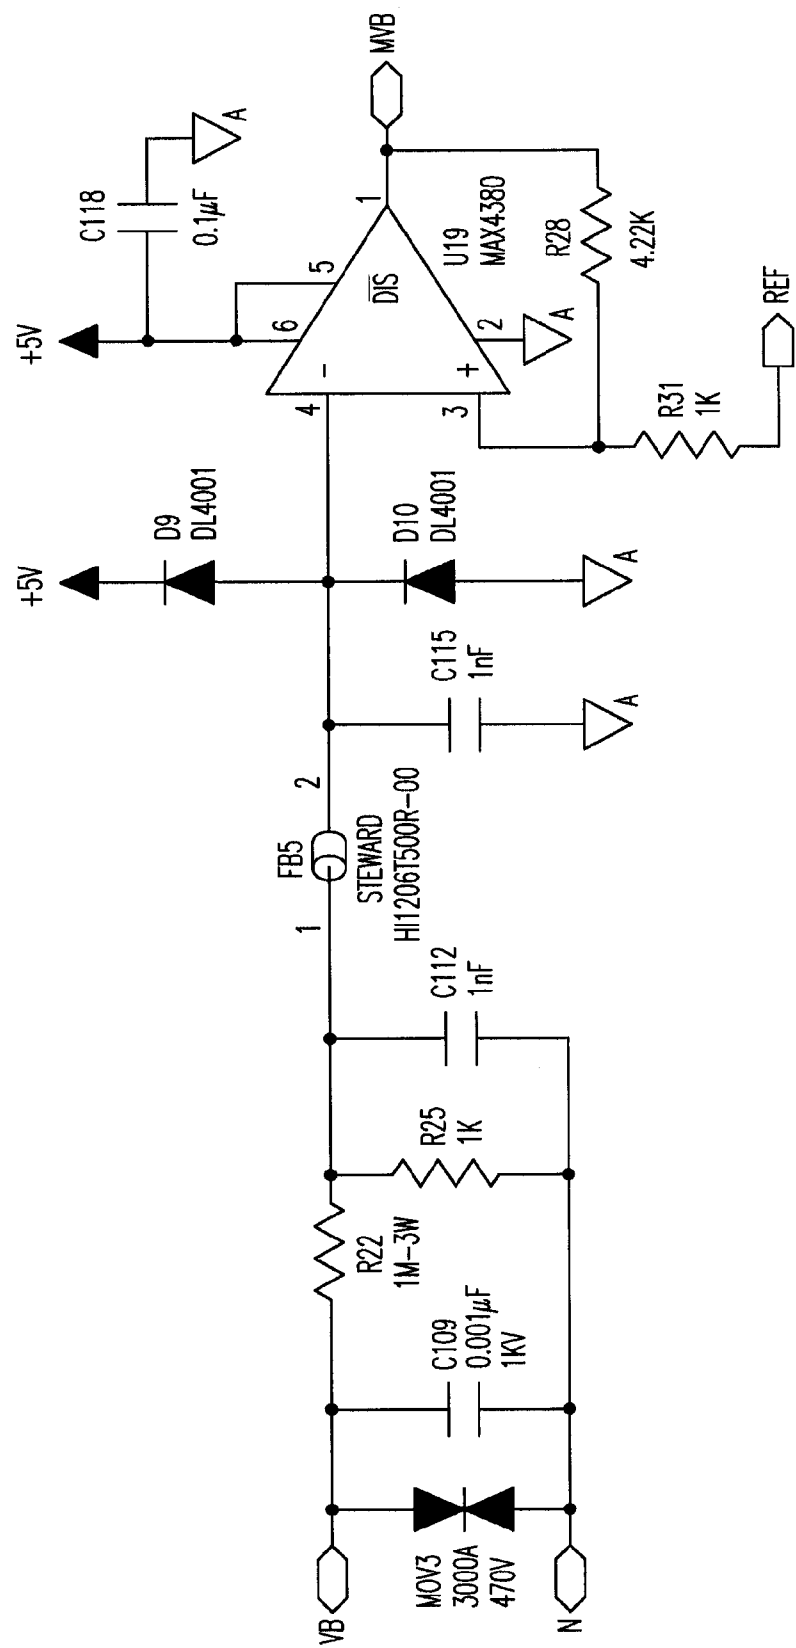 VB
N
MOV3
3000A
470V
C109
0.001µF
1KV
R22
1M-3W
R25
1K
C112
1nF
1
FB5
2
STEWARD
HI1206T500R-00
C115
1nF
A
+5V
D9
DL4001
D10
DL4001
A
+5V
C118
0.1µF
A
4
-
3
+
6
5
DIS
2
A
1
U19
MAX4380
R28
4.22K
R31
1K
REF
MVB